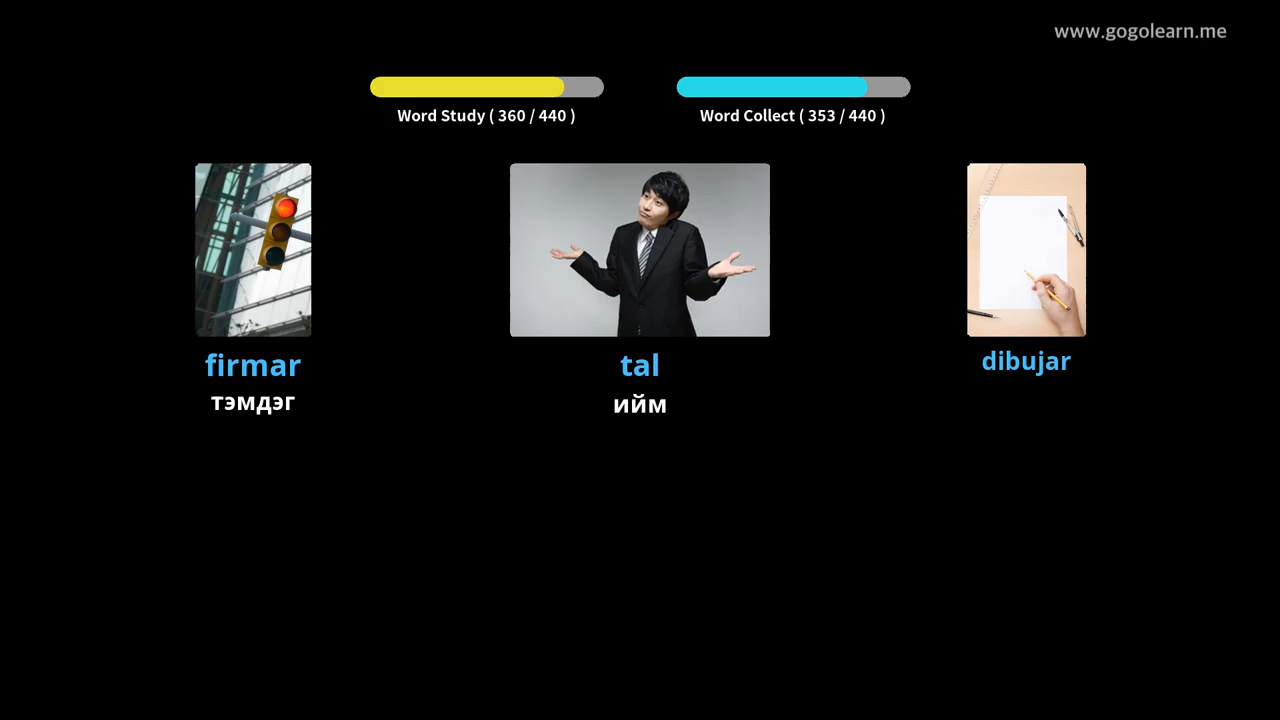 www.gogolearn.me
Word Study ( 360 / 440 )
Word Collect ( 353 / 440 )
firmar
тэмдэг
tal
ийм
dibujar